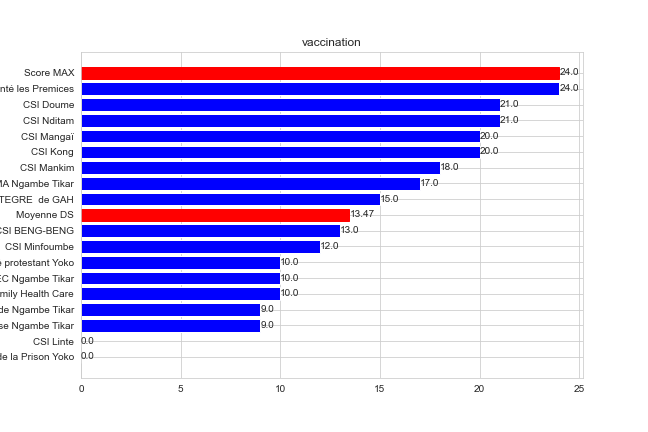 vaccination
Score MAX 24.0
nté les Premices 24.0
CSI Doume 21.0
CSI Nditam 21.0
CSI Mangaï 20.0
CSI Kong 20.0
CSI Mankim 18.0
MA Ngambe Tikar 17.0
TEGRE de GAH 15.0
Moyenne DS 13.47
CSI BENG-BENG 13.0
CSI Minfoumbe 12.0
protestant Yoko 10.0
EC Ngambe Tikar 10.0
mily Health Care 10.0
de Ngambe Tikar 9.0
se Ngambe Tikar 9.0
CSI Linte 0.0
de la Prison Yoko 0.0
0 5 10 15 20 25